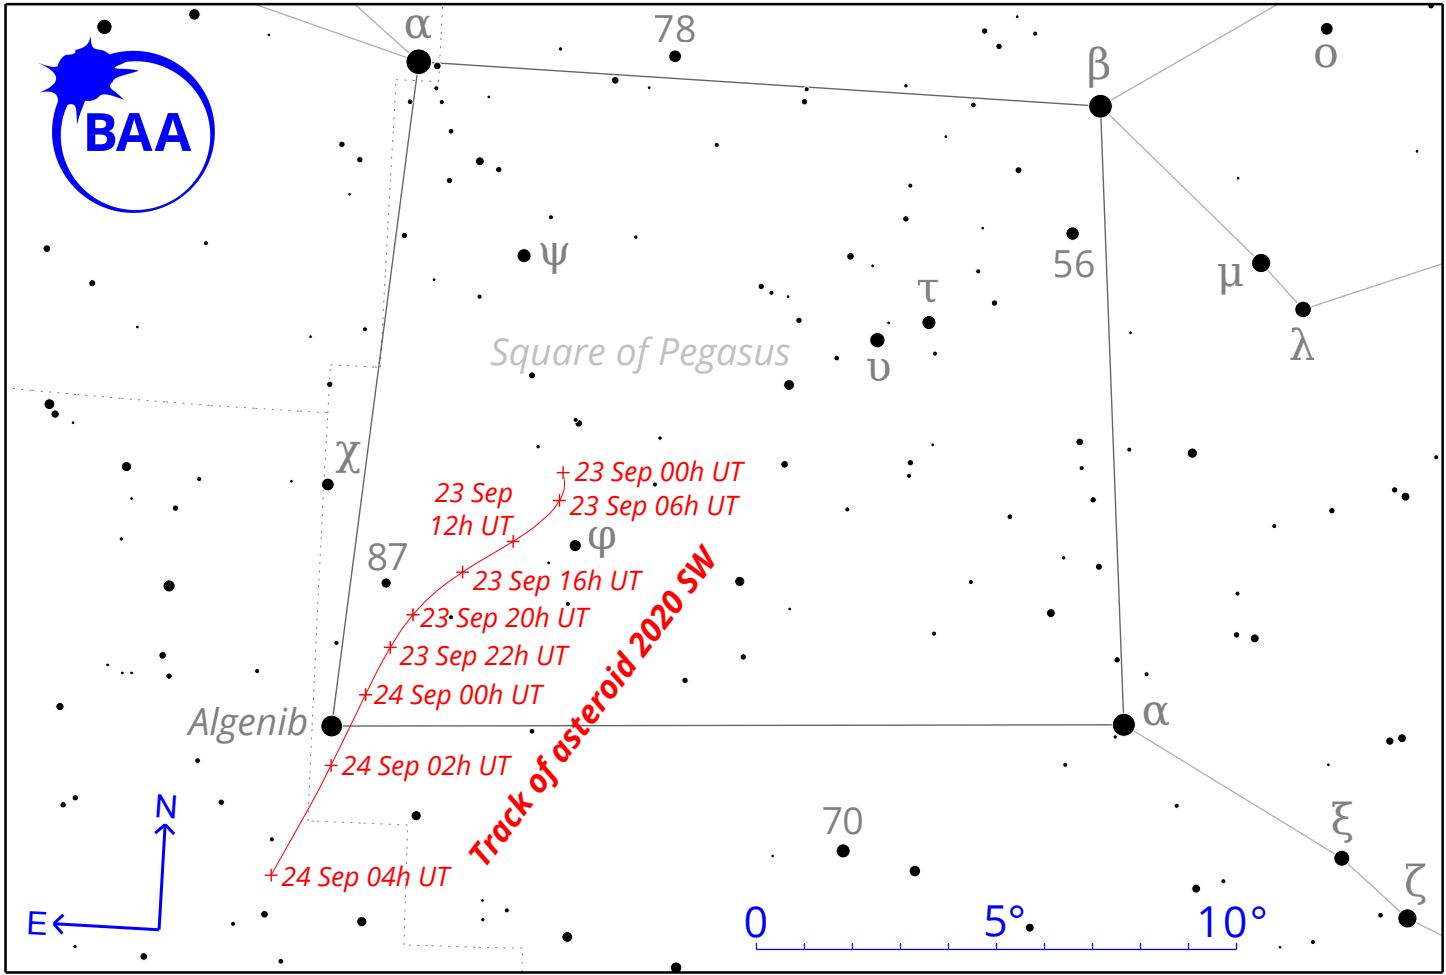 α
78
β
ο
BAA
ψ
56
μ
τ
λ
Square of Pegasus
υ
χ
23 Sep 00h UT
23 Sep
12h UT
23 Sep 06h UT
φ
87
23 Sep 16h UT
23 Sep 20h UT
23 Sep 22h UT
24 Sep 00h UT
Track of asteroid 2020 SW
Algenib
α
24 Sep 02h UT
N
70
ξ
24 Sep 04h UT
ζ
E
0 5° 10°